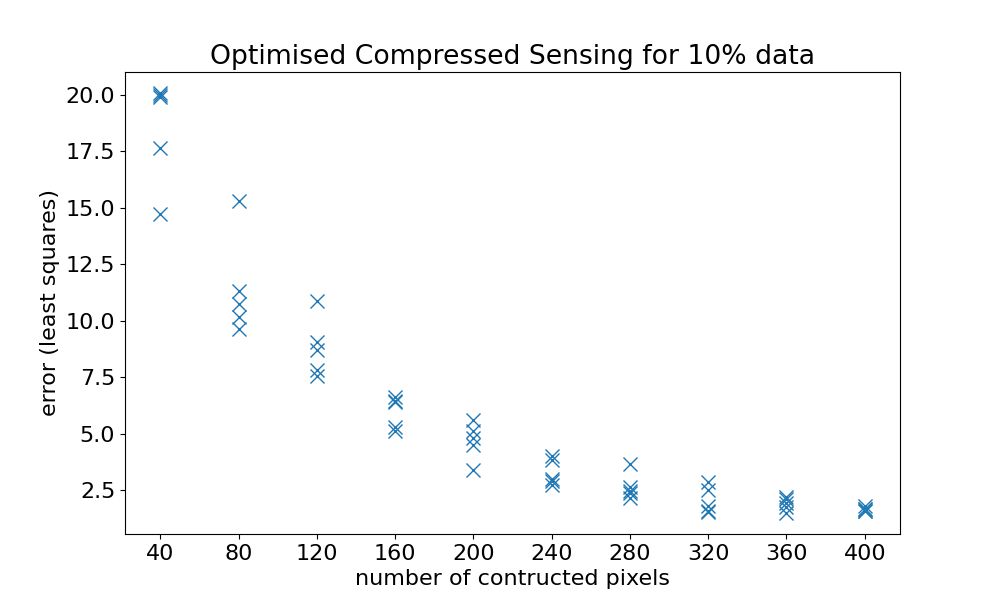 Optimised Compressed Sensing for 10% data
error (least squares)
20.0
17.5
15.0
12.5
10.0
7.5
5.0
2.5
40 80 120 160 200 240 280 320 360 400
number of contructed pixels